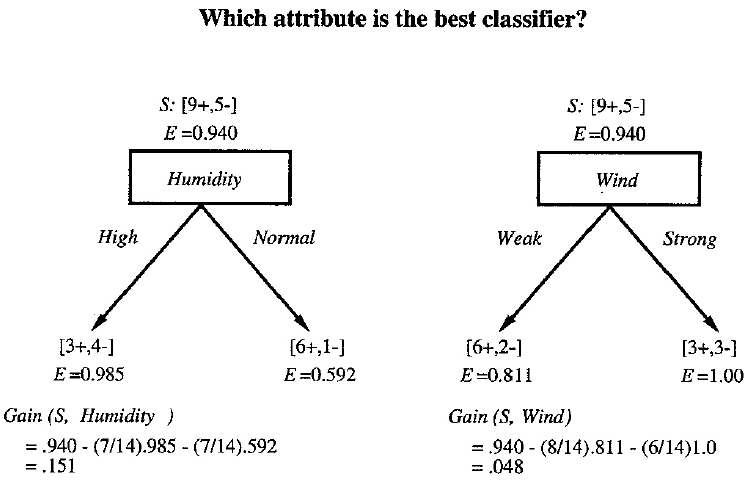 Which attribute is the best classifier?
S: [9+,5-]
E =0.940
Humidity
High
Normal
[3+,4-]
E =0.985
[6+,1-]
E =0.592
Gain (S, Humidity )
= .940 - (7/14).985 - (7/14).592
= .151
S: [9+,5-]
E =0.940
Wind
Weak
Strong
[6+,2-]
E =0.811
[3+,3-]
E =1.00
Gain (S, Wind)
= .940 - (8/14).811 - (6/14)1.0
= .048